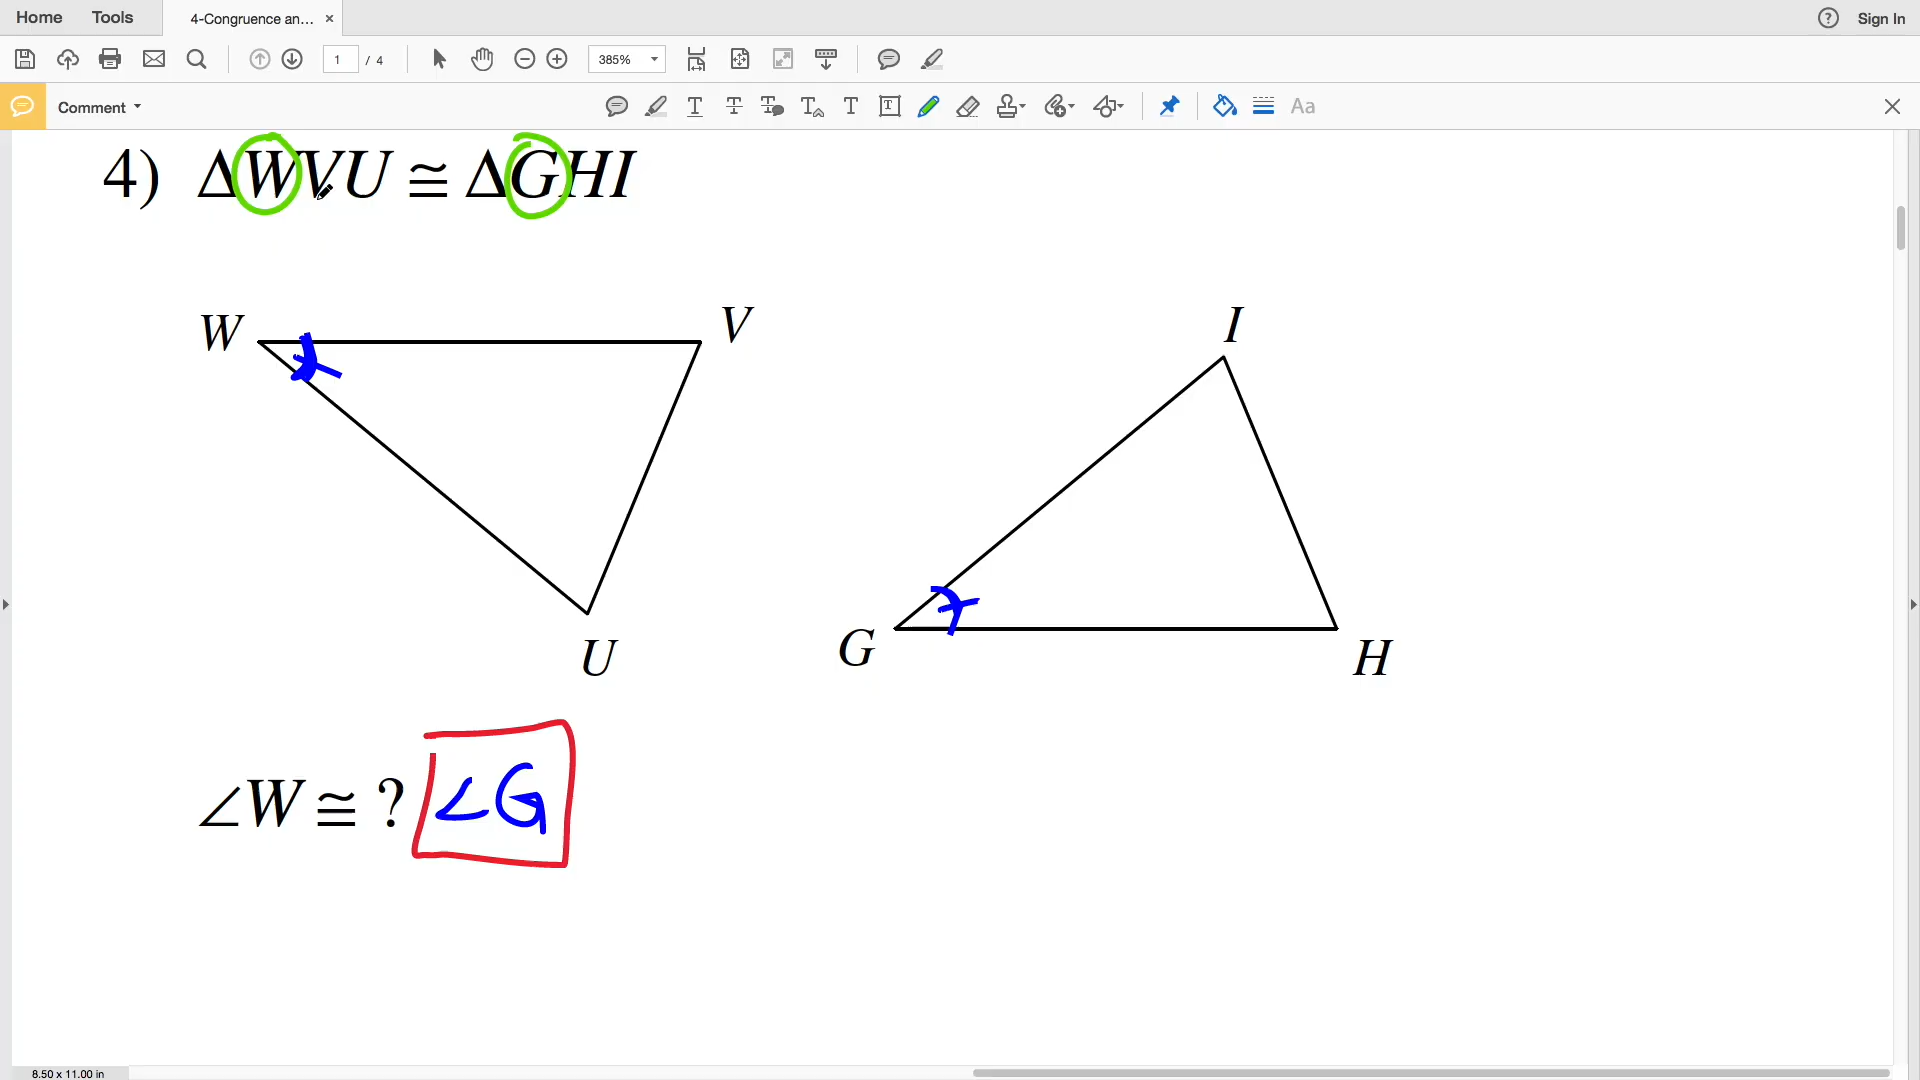 Home Tools 4-Congruence an... × ? Sign In
1 / 4 385%
Comment T T T T T T Aa
4) ΔWVU ≅ ΔGHI
W V I
U G H
∠W ≅ ? ∠G
8.50 x 11.00 in